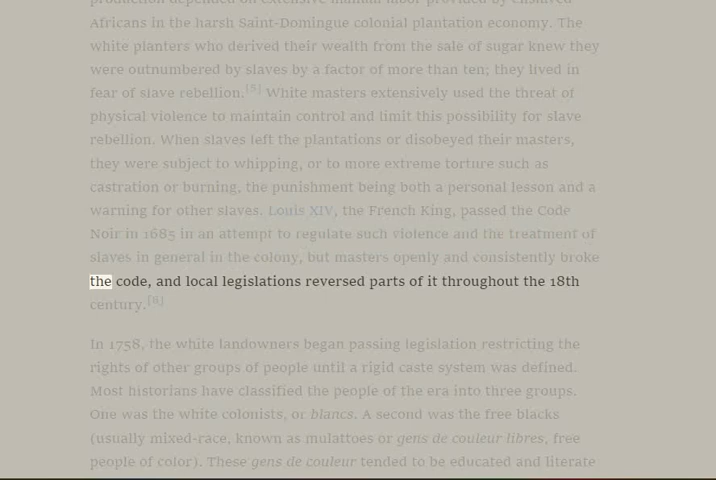 production depended on extensive manual labor provided by enslaved
Africans in the harsh Saint-Domingue colonial plantation economy. The
white planters who derived their wealth from the sale of sugar knew they
were outnumbered by slaves by a factor of more than ten; they lived in
fear of slave rebellion.[5] White masters extensively used the threat of
physical violence to maintain control and limit this possibility for slave
rebellion. When slaves left the plantations or disobeyed their masters,
they were subject to whipping, or to more extreme torture such as
castration or burning, the punishment being both a personal lesson and a
warning for other slaves. Louis XIV, the French King, passed the Code
Noir in 1685 in an attempt to regulate such violence and the treatment of
slaves in general in the colony, but masters openly and consistently broke
the code, and local legislations reversed parts of it throughout the 18th
century.[6]
In 1758, the white landowners began passing legislation restricting the
rights of other groups of people until a rigid caste system was defined.
Most historians have classified the people of the era into three groups.
One was the white colonists, or blancs. A second was the free blacks
(usually mixed-race, known as mulattoes or gens de couleur libres, free
people of color). These gens de couleur tended to be educated and literate